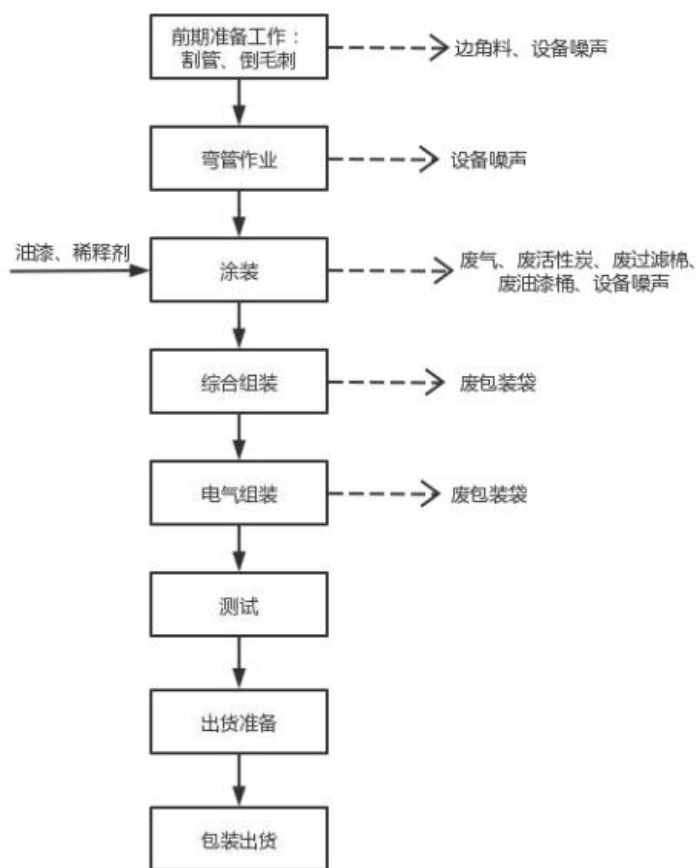 前期准备工作：
割管、倒毛刺
边角料、设备噪声
弯管作业
设备噪声
油漆、稀释剂
涂装
废气、废活性炭、废过滤棉、
废油漆桶、设备噪声
综合组装
废包装袋
电气组装
废包装袋
测试
出货准备
包装出货